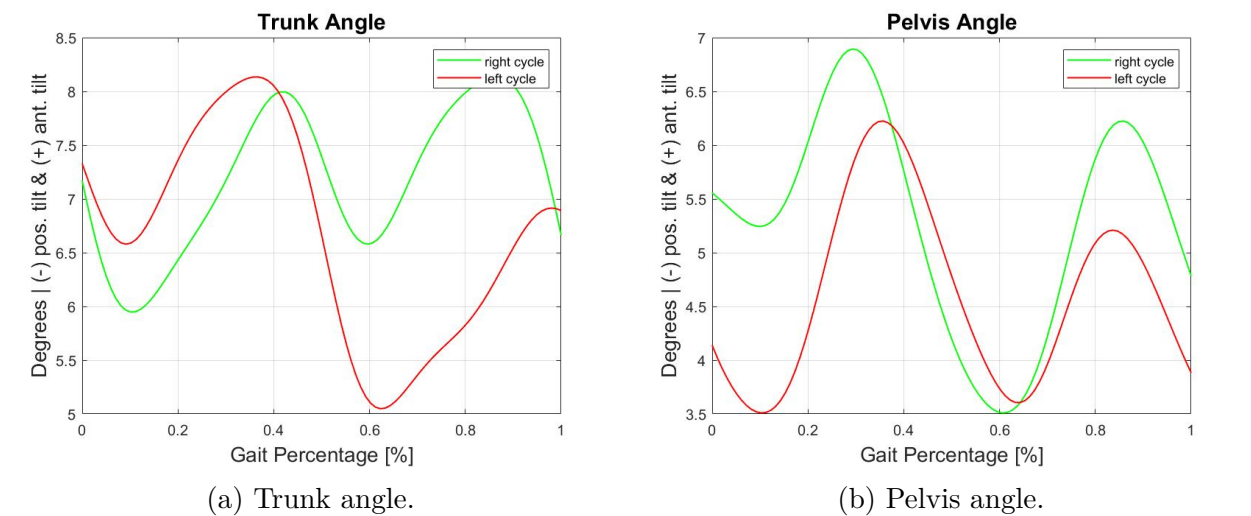 Trunk Angle
Degrees | (-) pos. tilt & (+) ant. tilt
8.5
8
7.5
7
6.5
6
5.5
5
right cycle
left cycle
0
0.2
0.4
0.6
0.8
1
Gait Percentage [%]
(a) Trunk angle.
Pelvis Angle
Degrees | (-) pos. tilt & (+) ant. tilt
7
6.5
6
5.5
5
4.5
4
3.5
right cycle
left cycle
0
0.2
0.4
0.6
0.8
1
Gait Percentage [%]
(b) Pelvis angle.